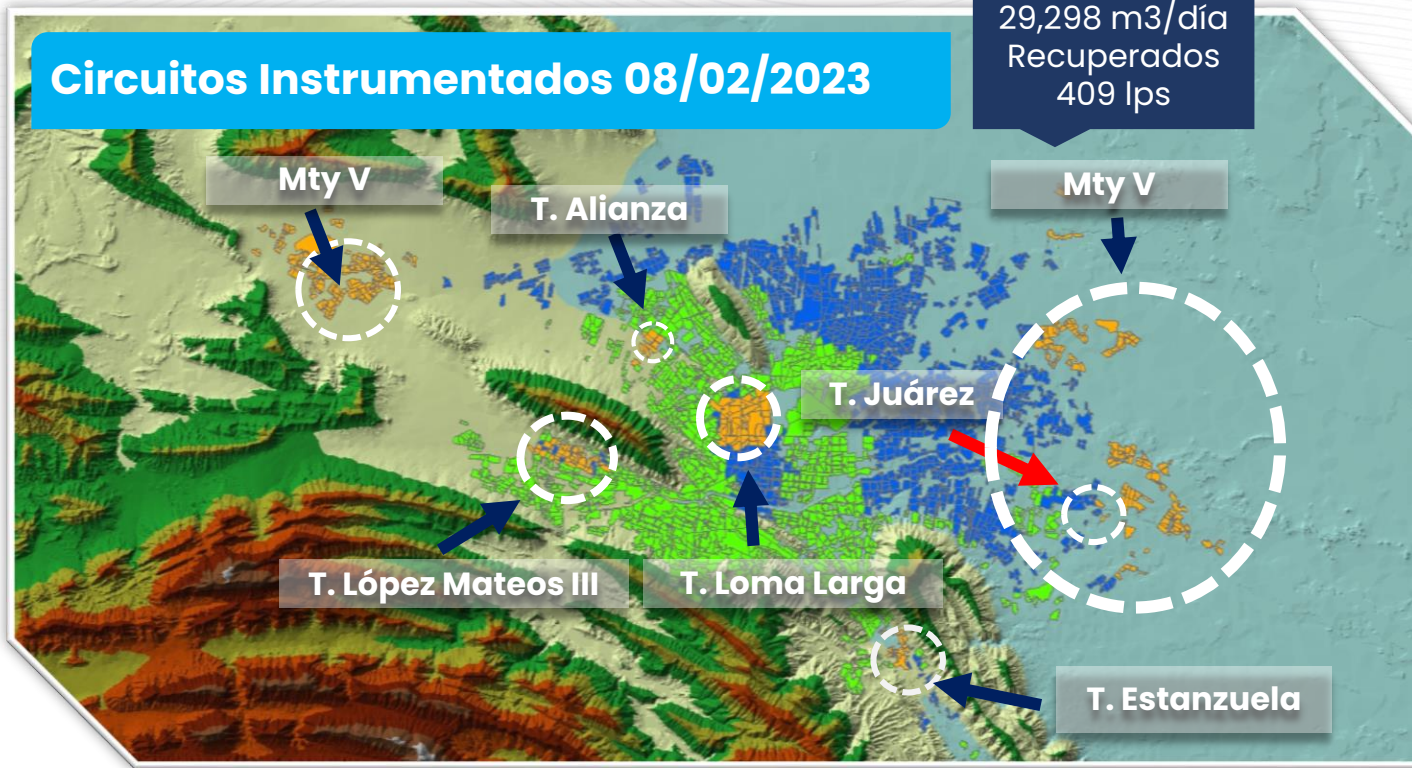 29,298 m3/día
Recuperados
409 lps
Circuitos Instrumentados 08/02/2023
Mty V
T. Alianza
Mty V
T. Juárez
T. López Mateos III
T. Loma Larga
T. Estanzuela